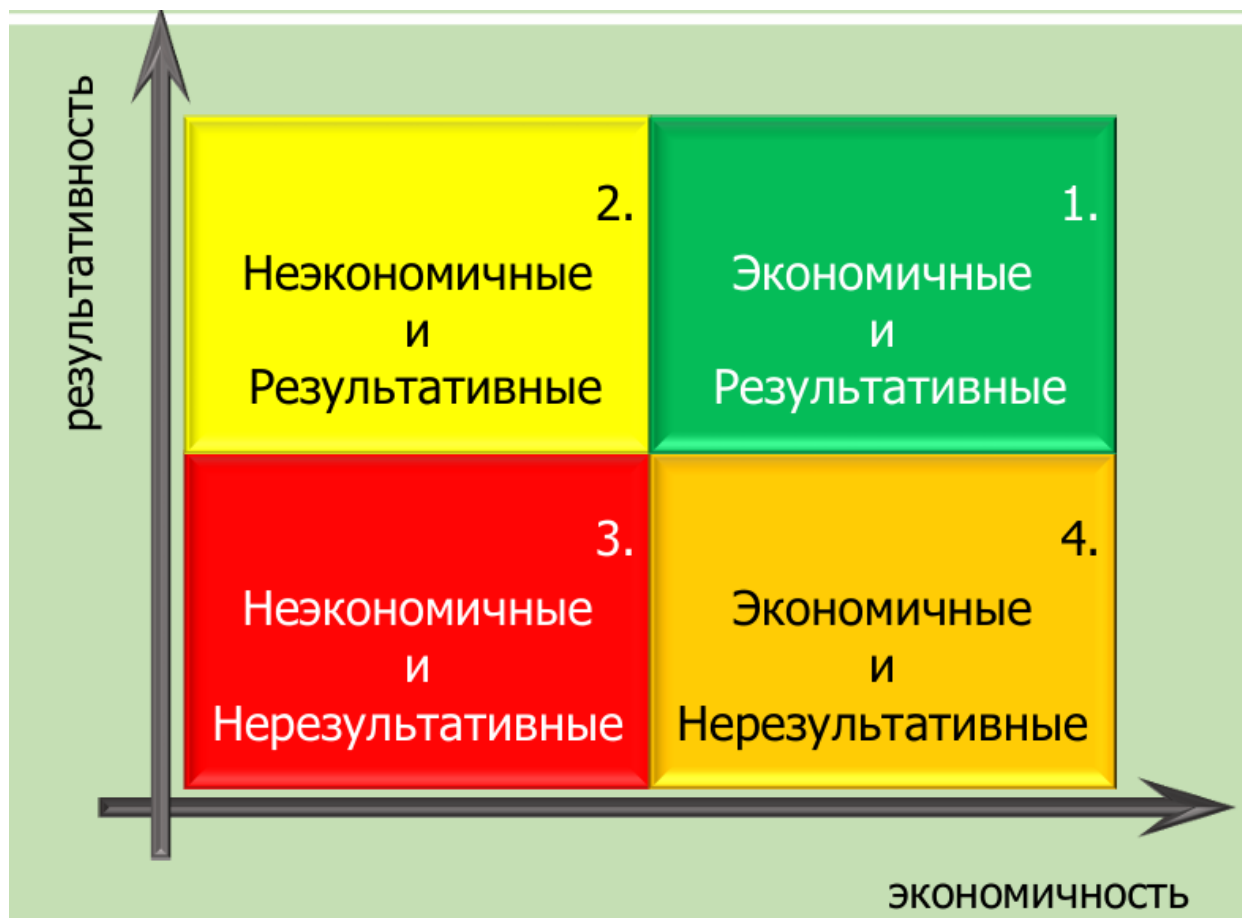 результативность
2.
Неэкономичные
и
Результативные
1.
Экономичные
и
Результативные
3.
Неэкономичные
и
Нерезультативные
4.
Экономичные
и
Нерезультативные
экономичность